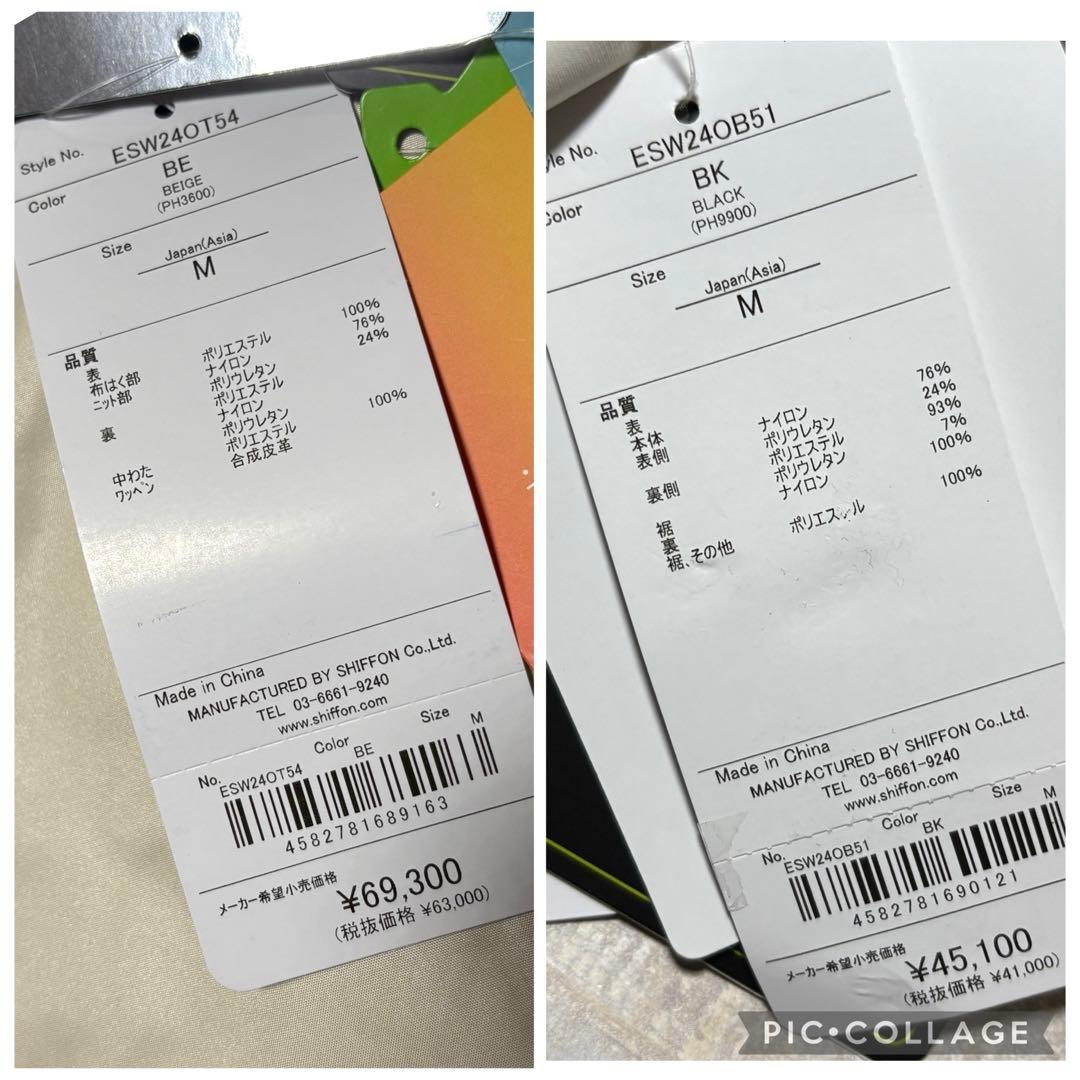 Style No. ESW24OT54
Color BE
BEIGE
(PH3600)
Size Japan(Asia)
M
品質
表
布はく部 ポリエステル 100%
ニット部 ナイロン 76%
ポリウレタン 24%
ポリエステル
裏 ナイロン
ポリウレタン
中わた ポリエステル 100%
ワッペン 合成皮革
Made in China
MANUFACTURED BY SHIFFON Co.,Ltd.
TEL 03-6661-9240
www.shiffon.com
Color Size
No. ESW24OT54 BE M
4582781689163
メーカー希望小売価格 ¥69,300
(税抜価格 ¥63,000)
yle No. ESW24OB51
Color BK
BLACK
(PH9900)
Size Japan(Asia)
M
品質
表
本体 ナイロン 76%
表側 ポリウレタン 24%
ポリエステル 93%
裏側 ポリウレタン 7%
ナイロン 100%
裾
裏 ポリエステル 100%
裾、その他
Made in China
MANUFACTURED BY SHIFFON Co.,Ltd.
TEL 03-6661-9240
www.shiffon.com
Color Size
No. ESW24OB51 BK M
4582781690121
メーカー希望小売価格 ¥45,100
(税抜価格 ¥41,000)
PIC•COLLAGE